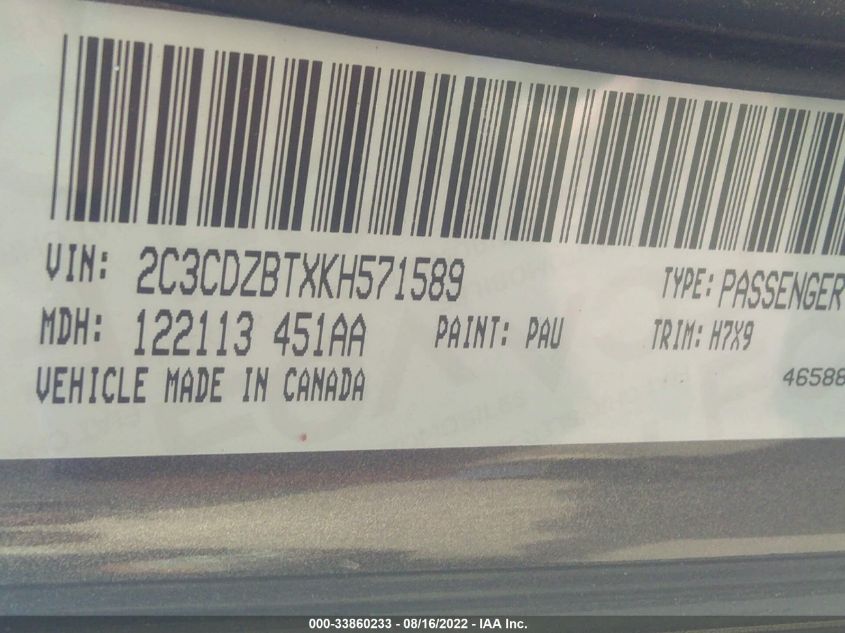 VIN: 2C3CDZBTXKH571589 TYPE: PASSENGER
MDH: 122113 451AA PAINT: PAU TRIM: H7X9
VEHICLE MADE IN CANADA 46588
000-33860233 - 08/16/2022 - IAA Inc.